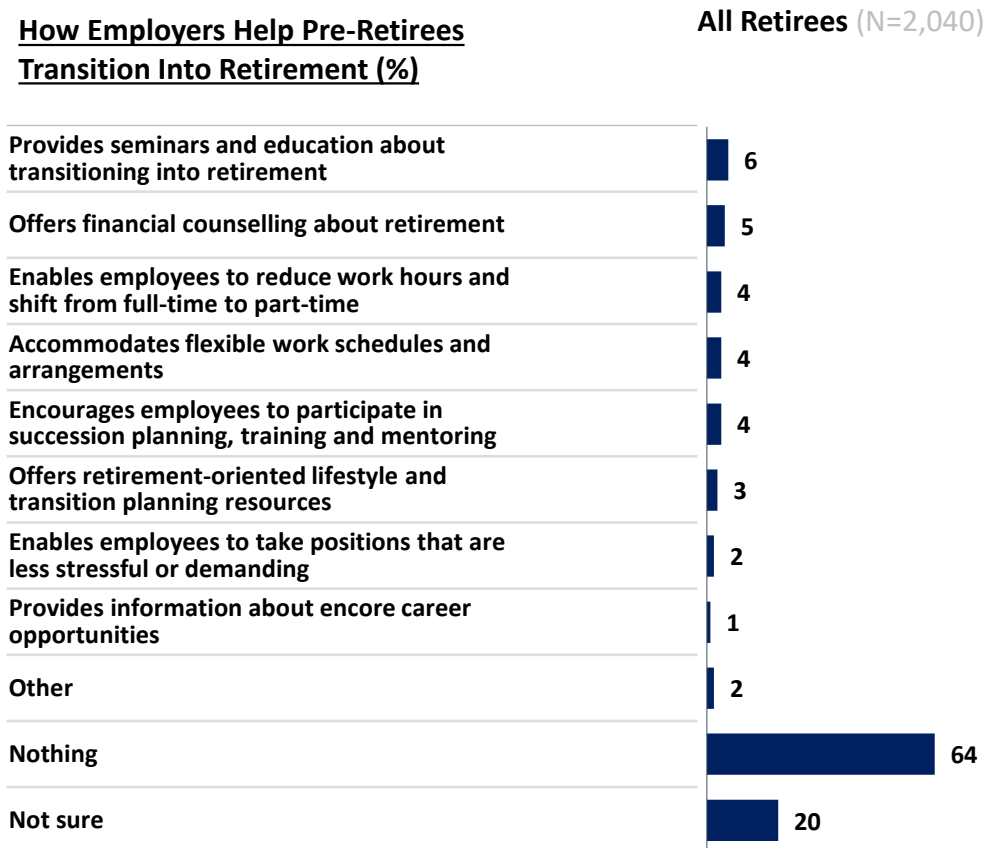 How Employers Help Pre-Retirees
Transition Into Retirement (%)
All Retirees (N=2,040)
Provides seminars and education about
transitioning into retirement
6
Offers financial counselling about retirement
5
Enables employees to reduce work hours and
shift from full-time to part-time
4
Accommodates flexible work schedules and
arrangements
4
Encourages employees to participate in
succession planning, training and mentoring
4
Offers retirement-oriented lifestyle and
transition planning resources
3
Enables employees to take positions that are
less stressful or demanding
2
Provides information about encore career
opportunities
1
Other
2
Nothing
64
Not sure
20